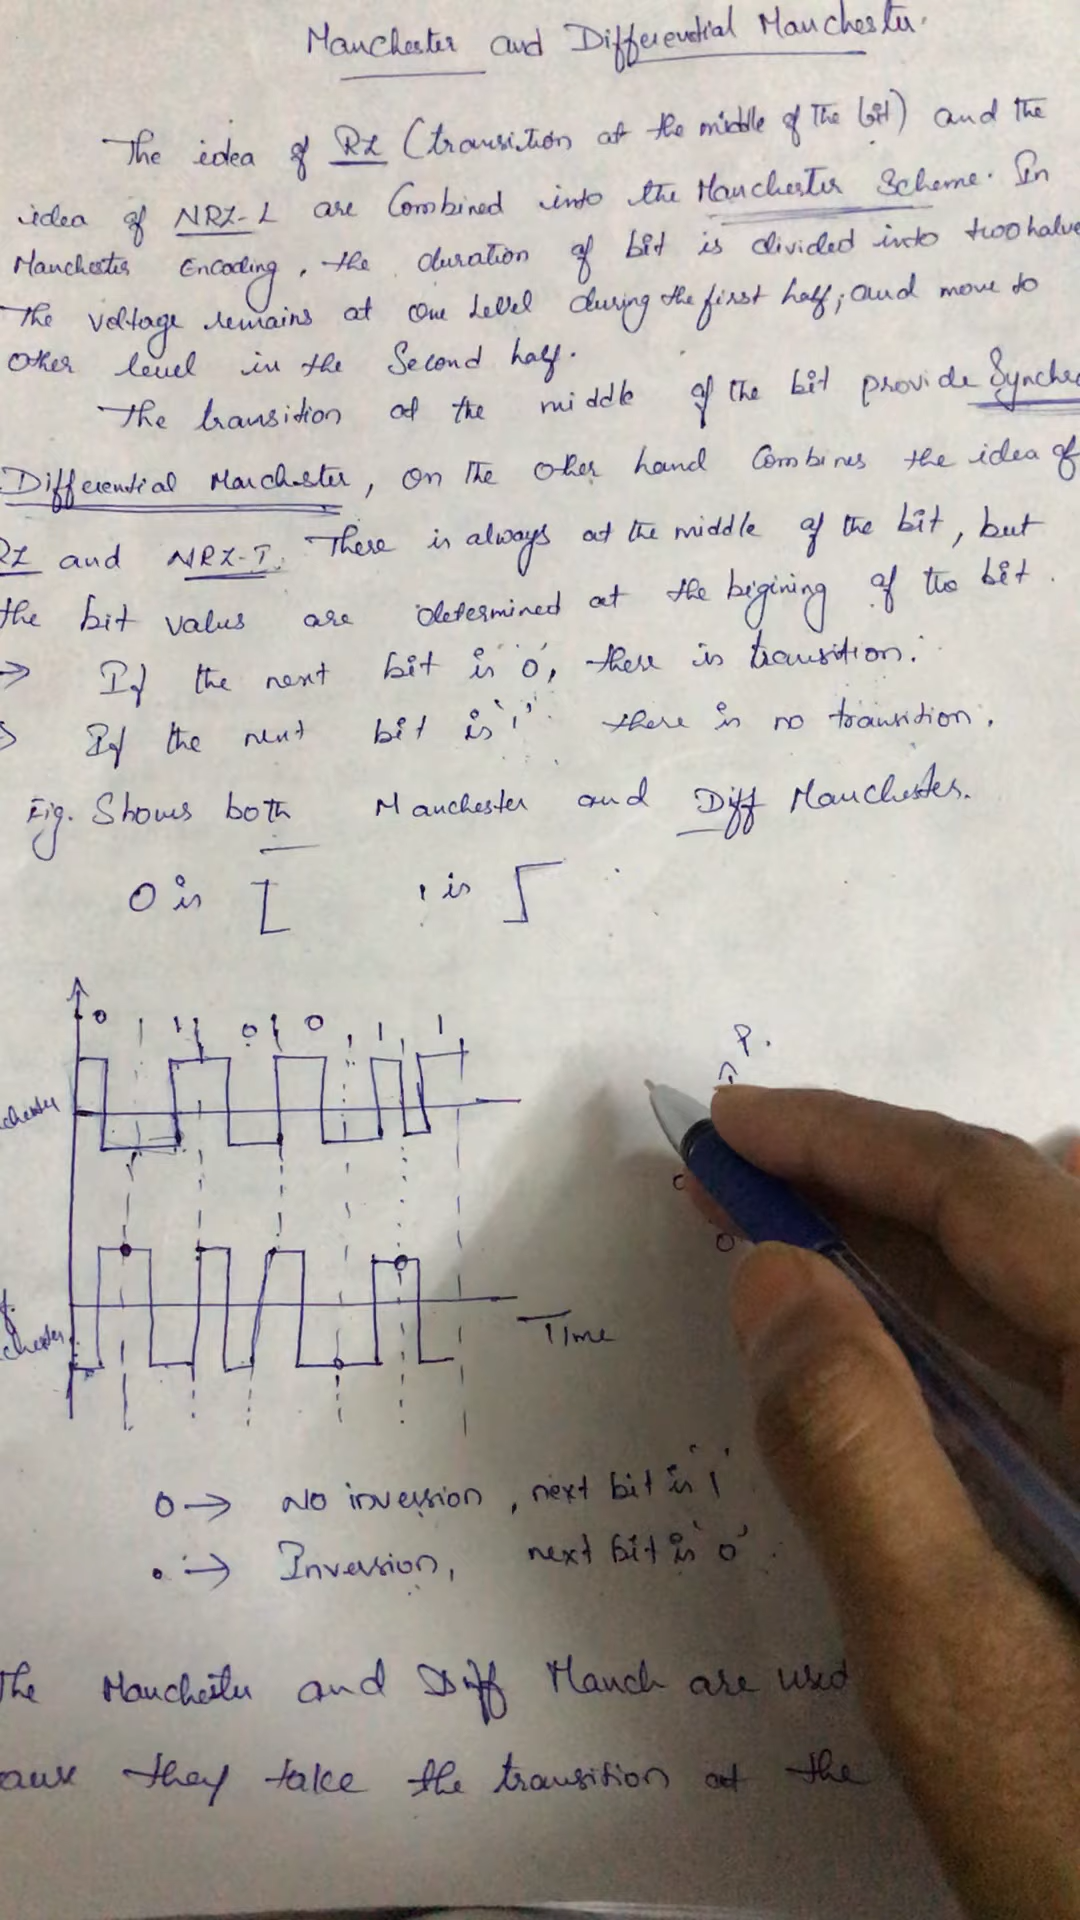 Manchester and Differential Manchester.
The idea of RZ (transition at the middle of the bit) and the
idea of NRZ-L are Combined into the Manchester Scheme. In
Manchester Encoding, the duration of bit is divided into two halve
The voltage remains at one level during the first half, and move to
other level in the Second half.
The transition at the middle of the bit provide Synchro
Differential Manchester, on the other hand Combines the idea of
RZ and NRZ-I. There is always at the middle of the bit, but
the bit values are determined at the bigining of the bit.
→ If the next bit is '0', there is transition.
→ If the next bit is '1' there is no transition.
Fig. Shows both Manchester and Diff Manchester.
0 is 1 is
0 1 0 0 1 1
P.
chester
chester
Time
o → No inversion, next bit is '1'
• → Inversion, next bit is '0'.
The Manchester and Diff Manch are used
ause they take the transition at the